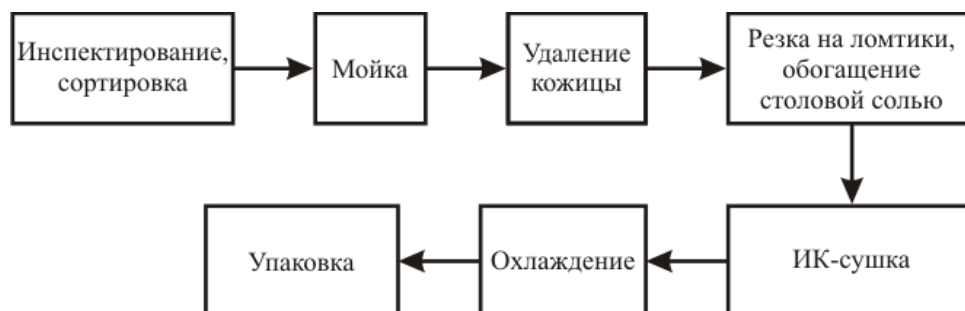 Инспектирование,
сортировка
Мойка
Удаление
кожицы
Резка на ломтики,
обогащение
столовой солью
Упаковка
Охлаждение
ИК-сушка